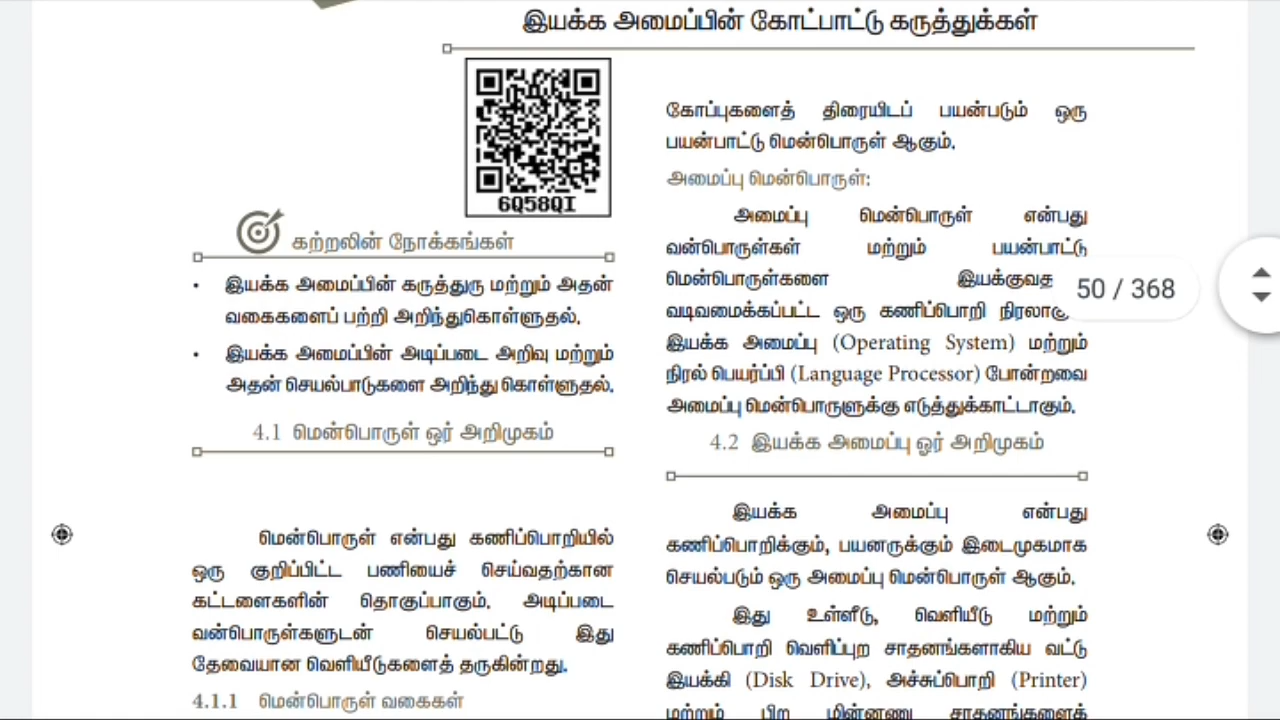 இயக்க அமைப்பின் கோட்பாட்டு கருத்துக்கள்
6Q58QI
கற்றலின் நோக்கங்கள்
• இயக்க அமைப்பின் கருத்துரு மற்றும் அதன்
வகைகளைப் பற்றி அறிந்துகொள்ளுதல்.
• இயக்க அமைப்பின் அடிப்படை அறிவு மற்றும்
அதன் செயல்பாடுகளை அறிந்து கொள்ளுதல்.
4.1 மென்பொருள் ஒர் அறிமுகம்
மென்பொருள் என்பது கணிப்பொறியில்
ஒரு குறிப்பிட்ட பணியைச் செய்வதற்கான
கட்டளைகளின் தொகுப்பாகும். அடிப்படை
வன்பொருள்களுடன் செயல்பட்டு இது
தேவையான வெளியீடுகளைத் தருகின்றது.
4.1.1 மென்பொருள் வகைகள்
கோப்புகளைத் திரையிடப் பயன்படும் ஒரு
பயன்பாட்டு மென்பொருள் ஆகும்.
அமைப்பு மென்பொருள்:
அமைப்பு மென்பொருள் என்பது
வன்பொருள்கள் மற்றும் பயன்பாட்டு
மென்பொருள்களை
வடிவமைக்கப்பட்ட ஒரு கணிப்பொறி
இயக்க அமைப்பு (Operating System) மற்றும்
நிரல் பெயர்ப்பி (Language Processor) போன்றவை
அமைப்பு மென்பொருளுக்கு எடுத்துக்காட்டாகும்.
4.2 இயக்க அமைப்பு ஓர் அறிமுகம்
இயக்க அமைப்பு என்பது
கணிப்பொறிக்கும், பயனருக்கும் இடைமுகமாக
செயல்படும் ஒரு அமைப்பு மென்பொருள் ஆகும்.
இது உள்ளீடு, வெளியீடு மற்றும்
கணிப்பொறி வெளிப்புற சாதனங்களாகிய வட்டு
இயக்கி (Disk Drive), அச்சுப்பொறி (Printer)
மற்றும் பிற மின்னணு சாதனங்களைக்
50 / 368